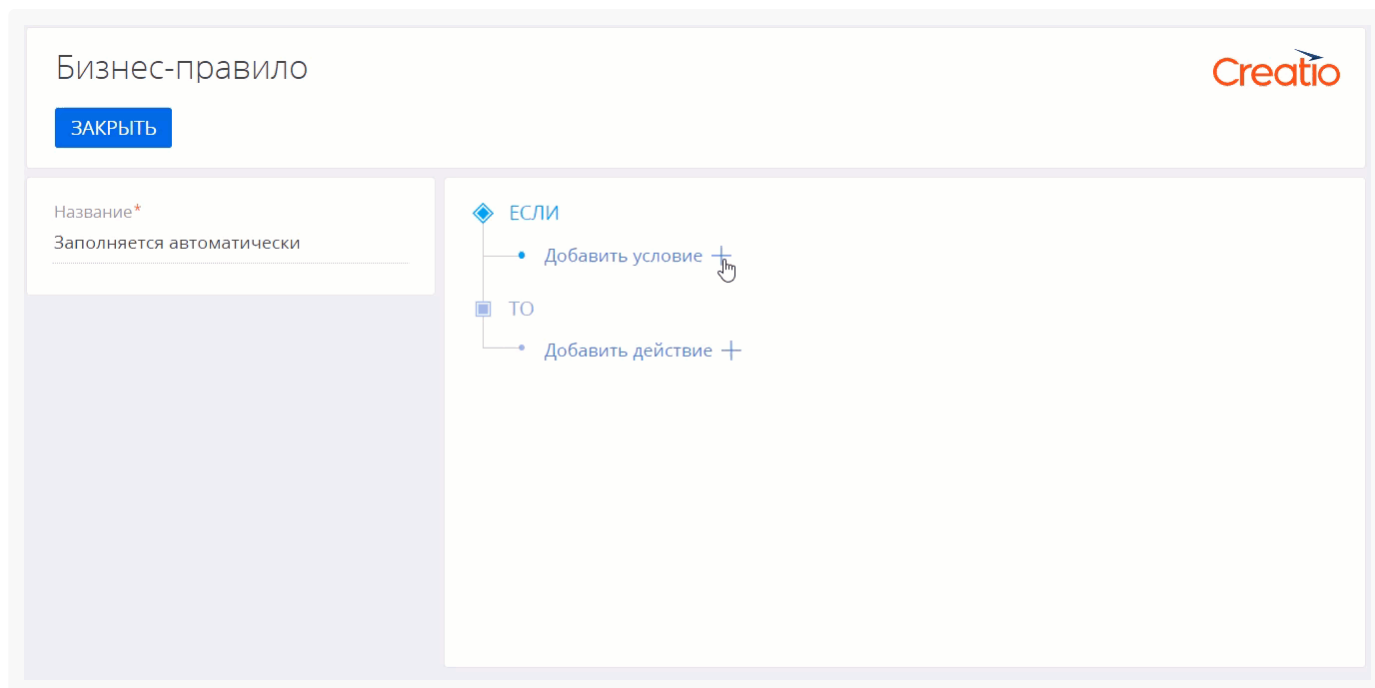 Бизнес-правило
Creatio
ЗАКРЫТЬ
Название*
Заполняется автоматически
ЕСЛИ
Добавить условие
ТО
Добавить действие